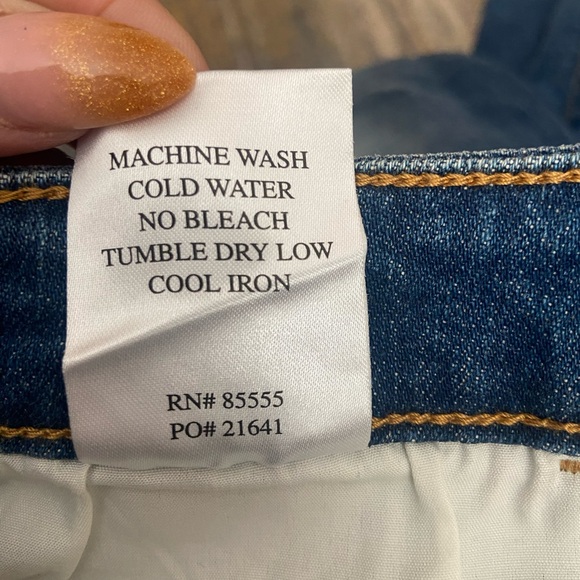 MACHINE WASH
COLD WATER
NO BLEACH
TUMBLE DRY LOW
COOL IRON
RN# 85555
PO# 21641